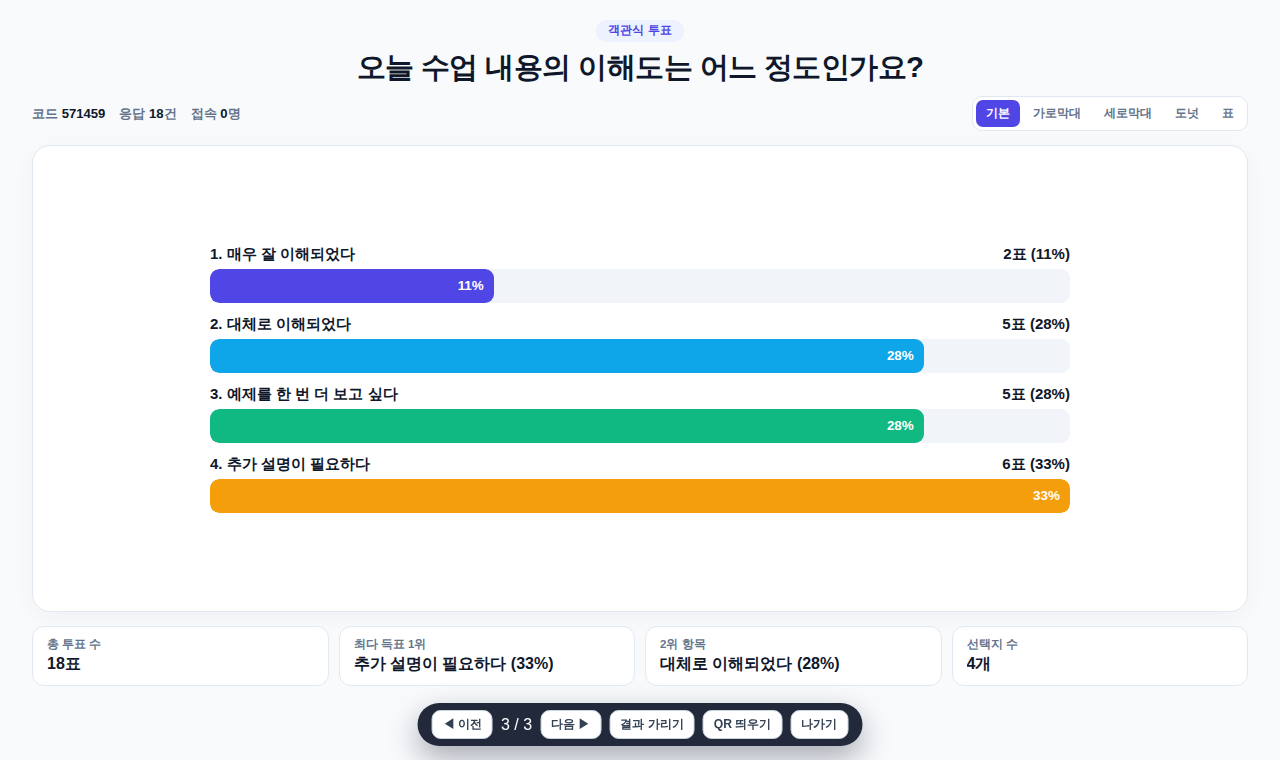 객관식 투표
오늘 수업 내용의 이해도는 어느 정도인가요?
코드 571459 응답 18건 접속 0명
기본 가로막대 세로막대 도넛 표
1. 매우 잘 이해되었다 2표 (11%)
11%
2. 대체로 이해되었다 5표 (28%)
28%
3. 예제를 한 번 더 보고 싶다 5표 (28%)
28%
4. 추가 설명이 필요하다 6표 (33%)
33%
총 투표 수
18표
최다 득표 1위
추가 설명이 필요하다 (33%)
2위 항목
대체로 이해되었다 (28%)
선택지 수
4개
◀ 이전 3 / 3 다음 ▶ 결과 가리기 QR 띄우기 나가기